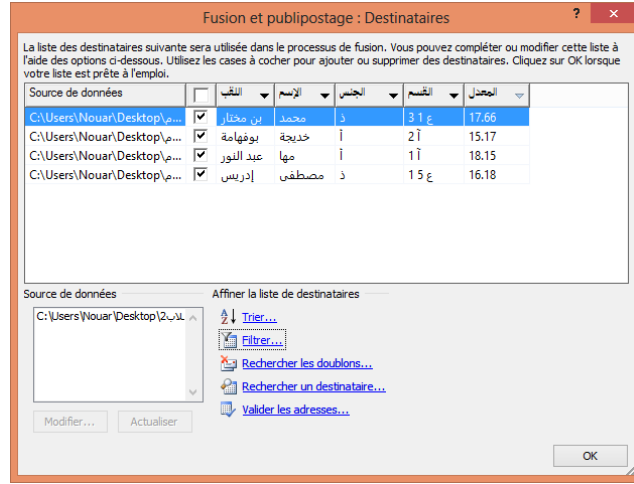 Fusion et publipostage : Destinataires
La liste des destinataires suivante sera utilisée dans le processus de fusion. Vous pouvez compléter ou modifier cette liste à
l'aide des options ci-dessous. Utilisez les cases à cocher pour ajouter ou supprimer des destinataires. Cliquez sur OK lorsque
votre liste est prête à l'emploi.
Source de données اللقب الإسم الجنس القسم المعدل
C:\Users\Nouar\Desktop\م... بن مختار محمد ذ ع 1 3 17.66
C:\Users\Nouar\Desktop\م... بوفهامة خديجة أ آ 2 15.17
C:\Users\Nouar\Desktop\م... عبد النور مها أ آ 1 18.15
C:\Users\Nouar\Desktop\م... إدريس مصطفى ذ ع 5 1 16.18
Source de données
C:\Users\Nouar\Desktop\2لاب
Affiner la liste de destinataires
Trier...
Filtrer...
Rechercher les doublons...
Rechercher un destinataire...
Valider les adresses...
Modifier... Actualiser
OK